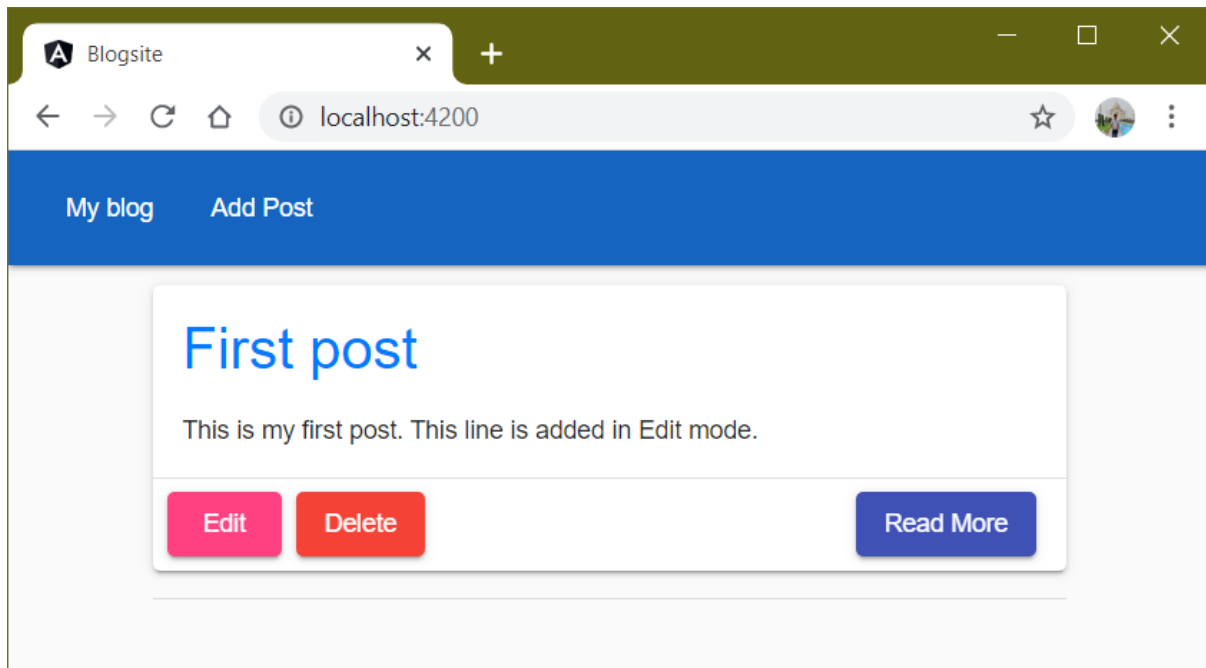 Blogsite
localhost:4200
My blog Add Post
First post
This is my first post. This line is added in Edit mode.
Edit Delete Read More